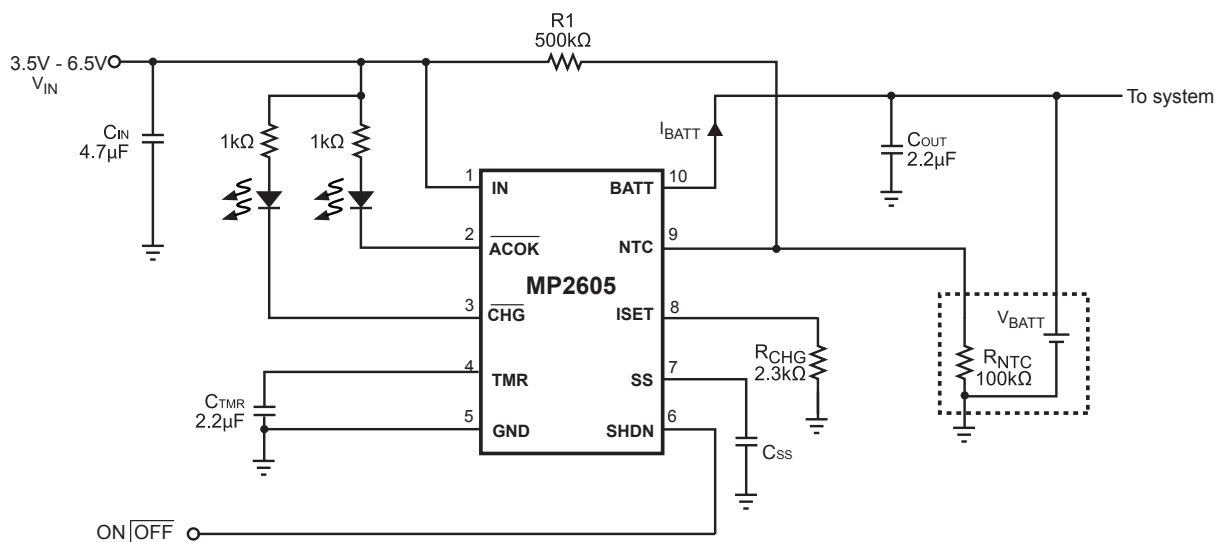 R1
500kΩ
3.5V - 6.5V
VIN
To system
CIN
4.7µF
1kΩ
1kΩ
IBATT
COUT
2.2µF
1
IN
BATT
10
2
ACOK
NTC
9
MP2605
3
CHG
ISET
8
VBATT
RCHG
2.3kΩ
RNTC
100kΩ
4
TMR
SS
7
CTMR
2.2µF
5
GND
SHDN
6
CSS
ON OFF